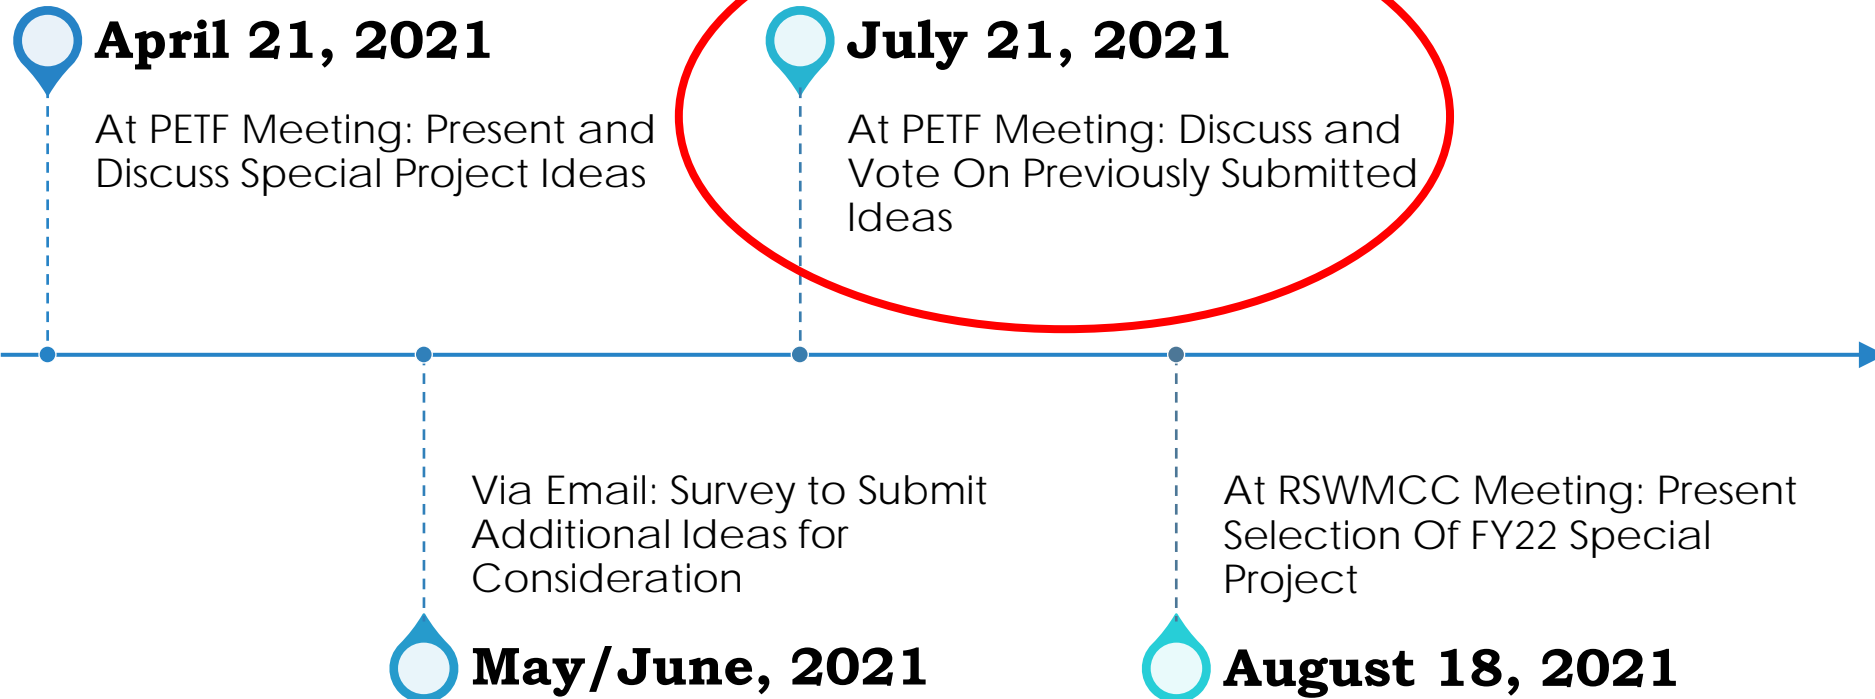 April 21, 2021
At PETF Meeting: Present and
Discuss Special Project Ideas
July 21, 2021
At PETF Meeting: Discuss and
Vote On Previously Submitted
Ideas
Via Email: Survey to Submit
Additional Ideas for
Consideration
May/June, 2021
At RSWMCC Meeting: Present
Selection Of FY22 Special
Project
August 18, 2021